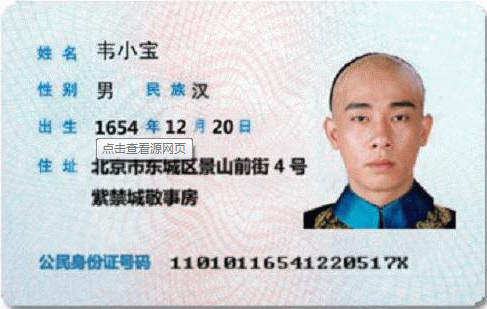 姓名 韦小宝
性别 男 民族 汉
出生 1654 年 12 月 20 日
点击查看源网页
住址 北京市东城区景山前街 4 号
紫禁城敬事房
公民身份证号码 11010116541220517X